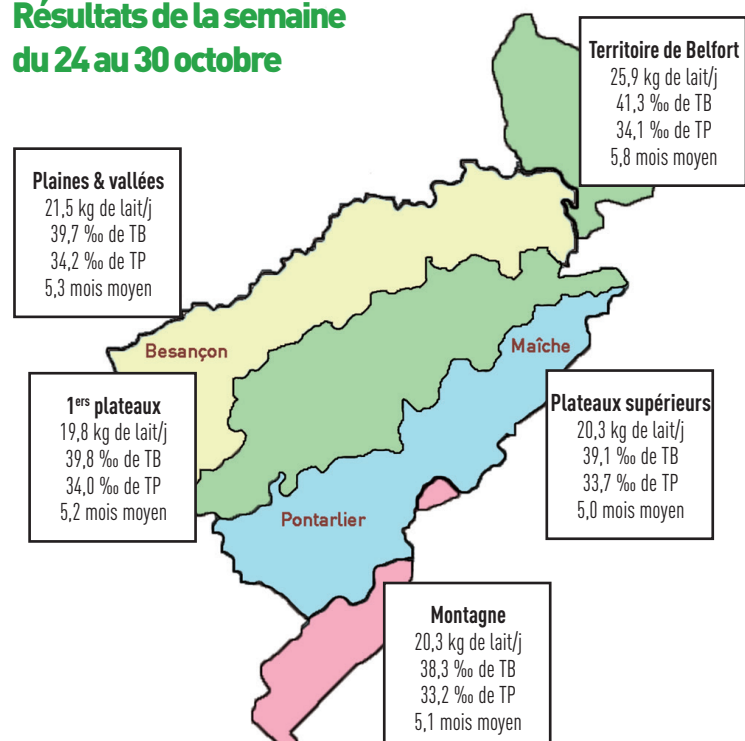 Résultats de la semaine
du 24 au 30 octobre
Territoire de Belfort
25,9 kg de lait/j
41,3 ‰ de TB
34,1 ‰ de TP
5,8 mois moyen
Plaines & vallées
21,5 kg de lait/j
39,7 ‰ de TB
34,2 ‰ de TP
5,3 mois moyen
Besançon
Maîche
1ers plateaux
19,8 kg de lait/j
39,8 ‰ de TB
34,0 ‰ de TP
5,2 mois moyen
Plateaux supérieurs
20,3 kg de lait/j
39,1 ‰ de TB
33,7 ‰ de TP
5,0 mois moyen
Pontarlier
Montagne
20,3 kg de lait/j
38,3 ‰ de TB
33,2 ‰ de TP
5,1 mois moyen